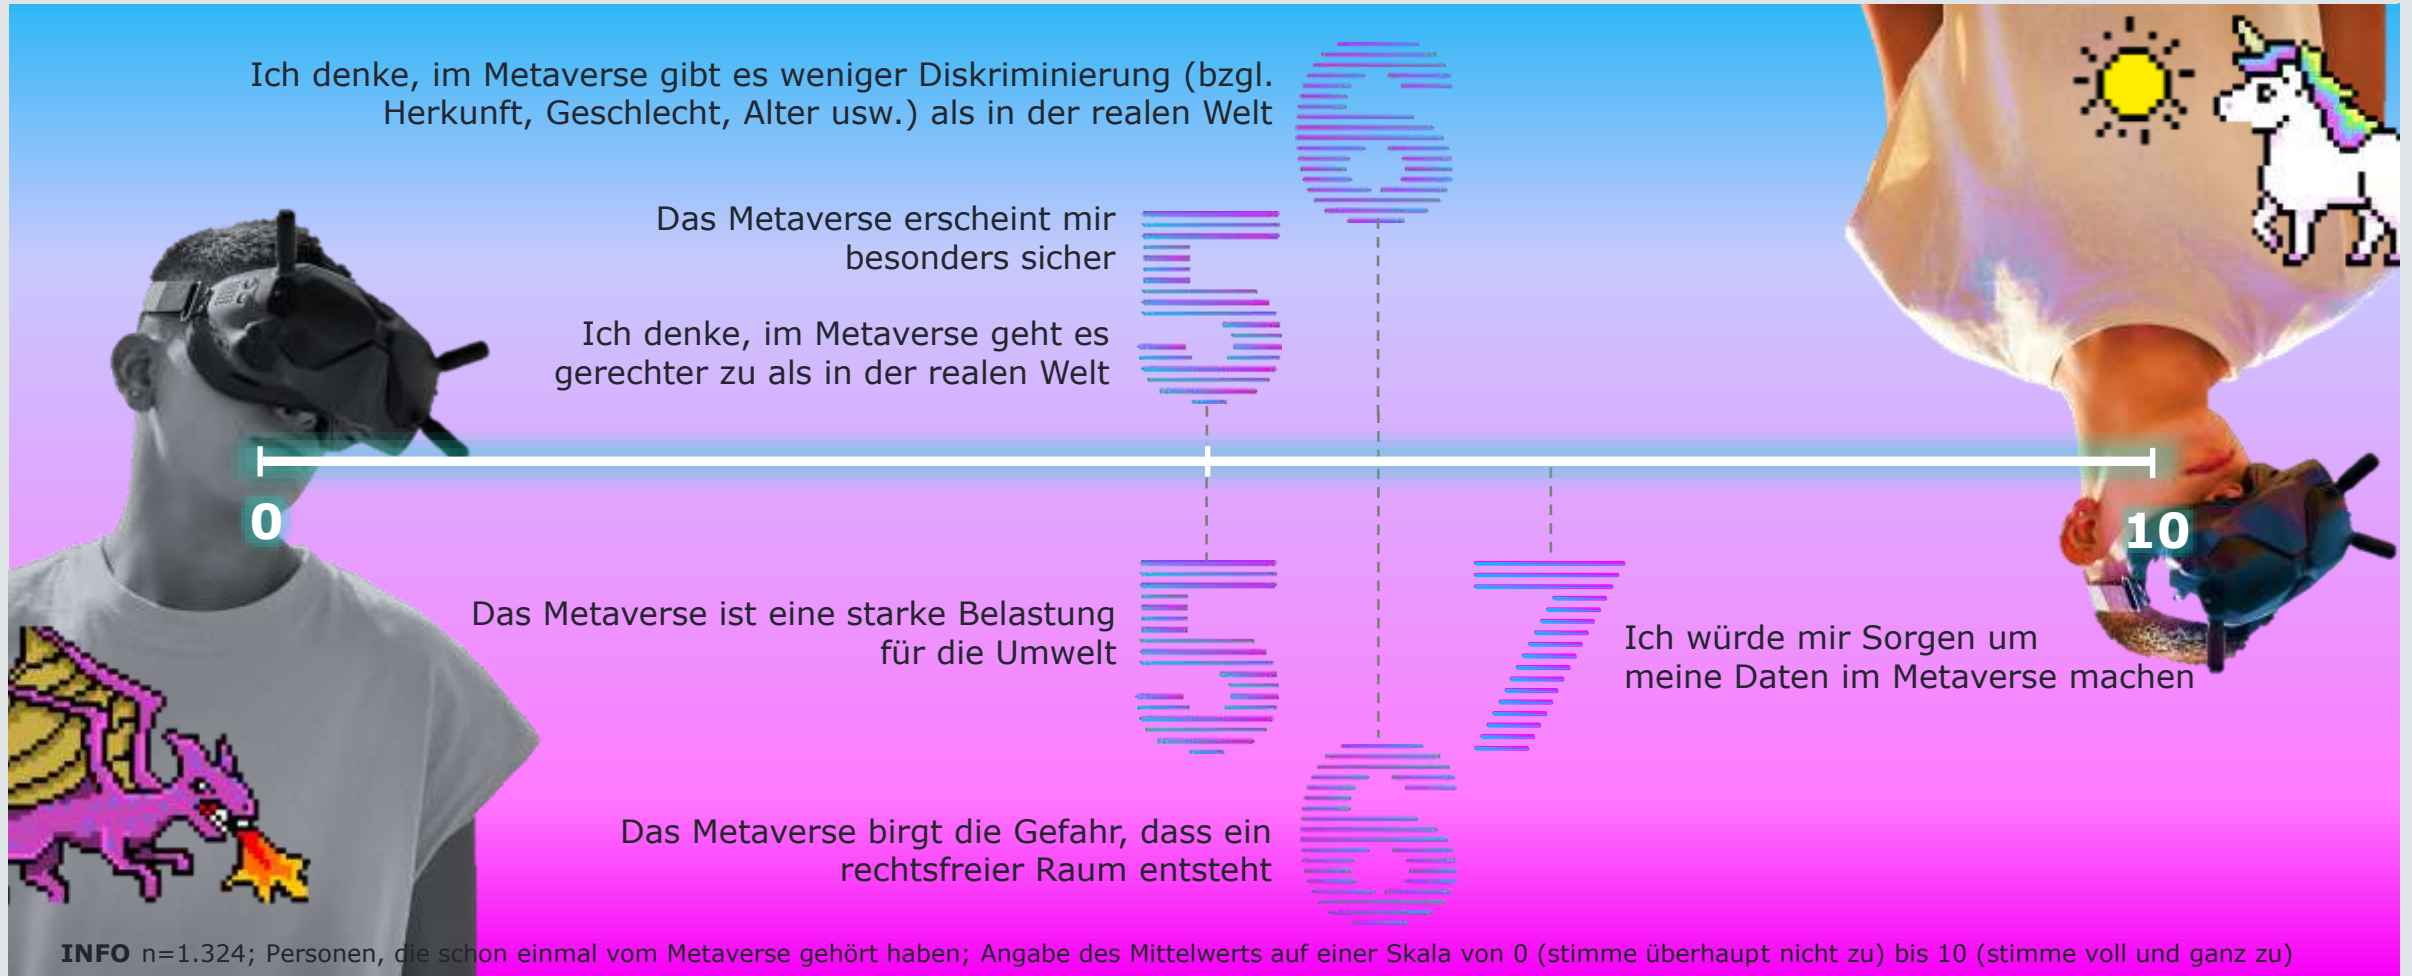 Ich denke, im Metaverse gibt es weniger Diskriminierung (bzgl.
Herkunft, Geschlecht, Alter usw.) als in der realen Welt
6
Das Metaverse erscheint mir
besonders sicher
5
Ich denke, im Metaverse geht es
gerechter zu als in der realen Welt
0
10
Das Metaverse ist eine starke Belastung
für die Umwelt
5
7
Ich würde mir Sorgen um
meine Daten im Metaverse machen
Das Metaverse birgt die Gefahr, dass ein
rechtsfreier Raum entsteht
6
INFO n=1.324; Personen, die schon einmal vom Metaverse gehört haben; Angabe des Mittelwerts auf einer Skala von 0 (stimme überhaupt nicht zu) bis 10 (stimme voll und ganz zu)